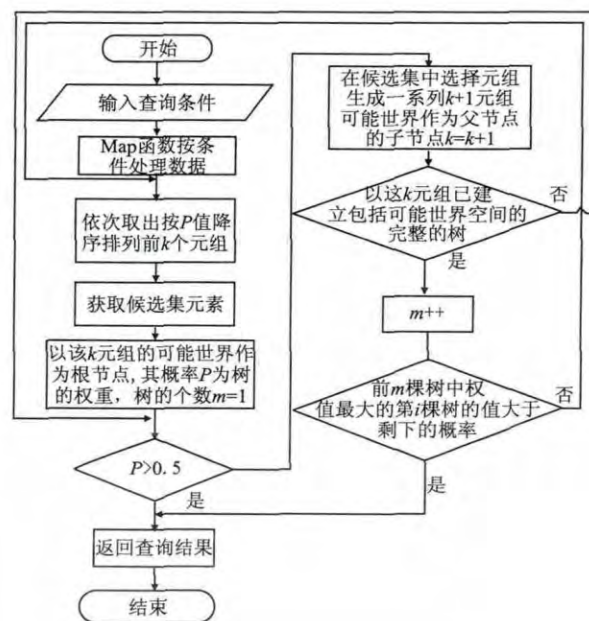 开始
输入查询条件
Map函数按条
件处理数据
依次取出按P值降
序排列前k个元组
获取候选集元素
以该k元组的可能世界作
为根节点,其概率P为树
的权重，树的个数m=1
P>0.5
是
返回查询结果
结束
在候选集中选择元组
生成一系列k+1元组
可能世界作为父节点
的子节点k=k+1
以这k元组已建
立包括可能世界空间的
完整的树
否
是
m++
前m棵树中权
值最大的第i棵树的值大于
剩下的概率
否
是